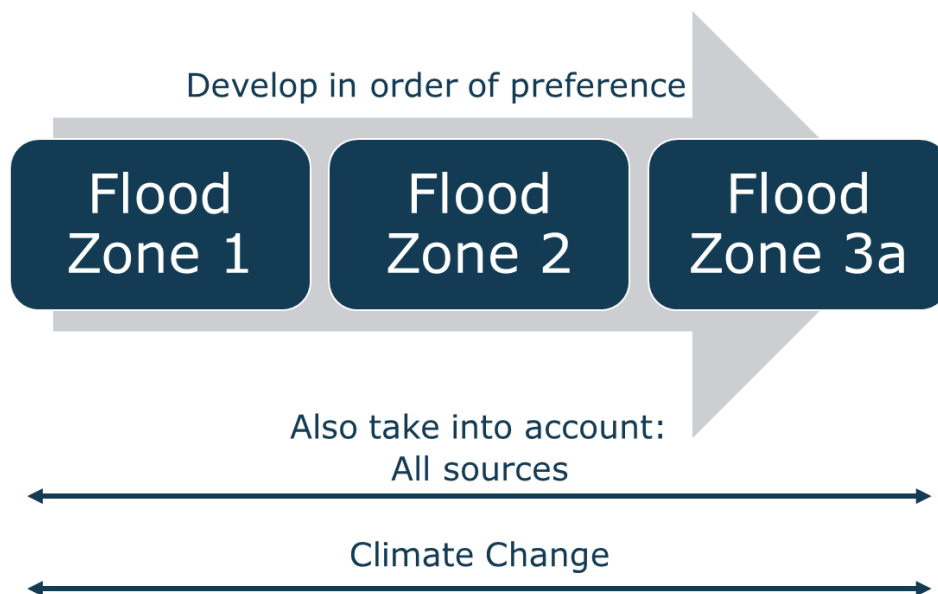 Develop in order of preference
Flood
Zone 1
Flood
Zone 2
Flood
Zone 3a
Also take into account:
All sources
Climate Change